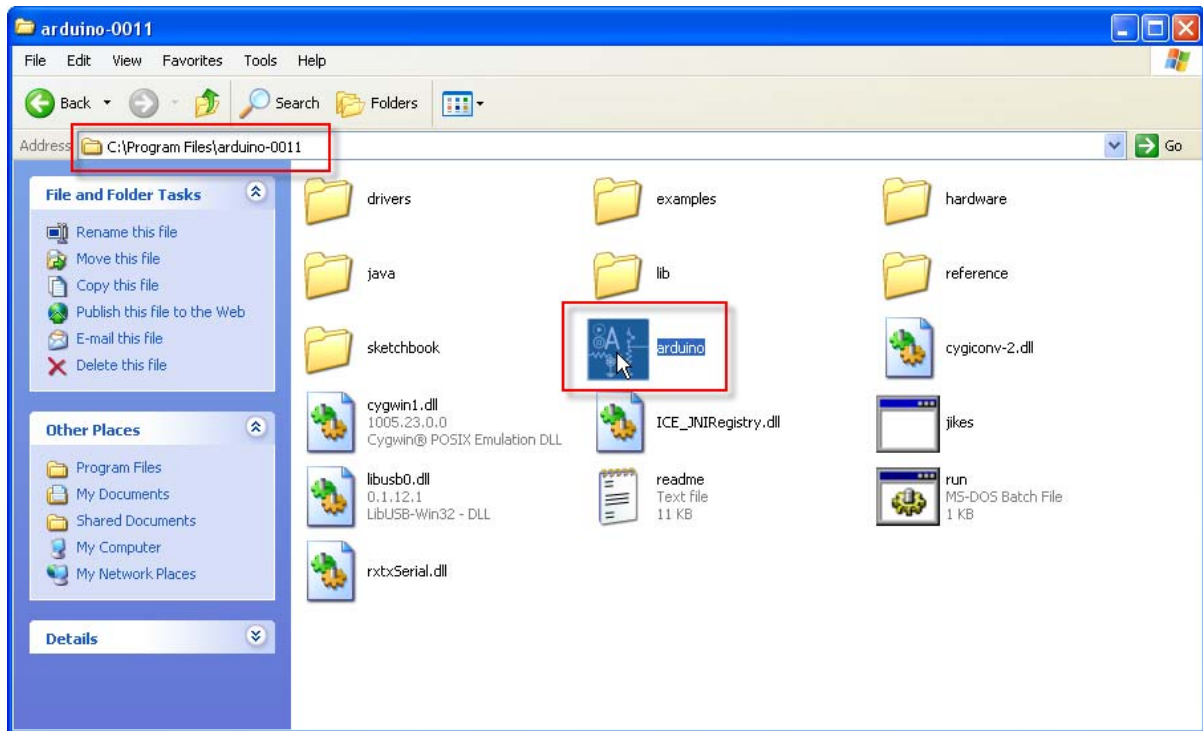 arduino-0011
File Edit View Favorites Tools Help
Back Search Folders
Address C:\Program Files\arduino-0011 Go
File and Folder Tasks
Rename this file
Move this file
Copy this file
Publish this file to the Web
E-mail this file
Delete this file
Other Places
Program Files
My Documents
Shared Documents
My Computer
My Network Places
Details
drivers
examples
hardware
java
lib
reference
sketchbook
A
arduino
cygiconv-2.dll
cygwin1.dll
1005.23.0.0
Cygwin® POSIX Emulation DLL
ICE_JNIRegistry.dll
jikes
libusb0.dll
0.1.12.1
LibUSB-Win32 - DLL
readme
Text file
11 KB
run
MS-DOS Batch File
1 KB
rxtxSerial.dll